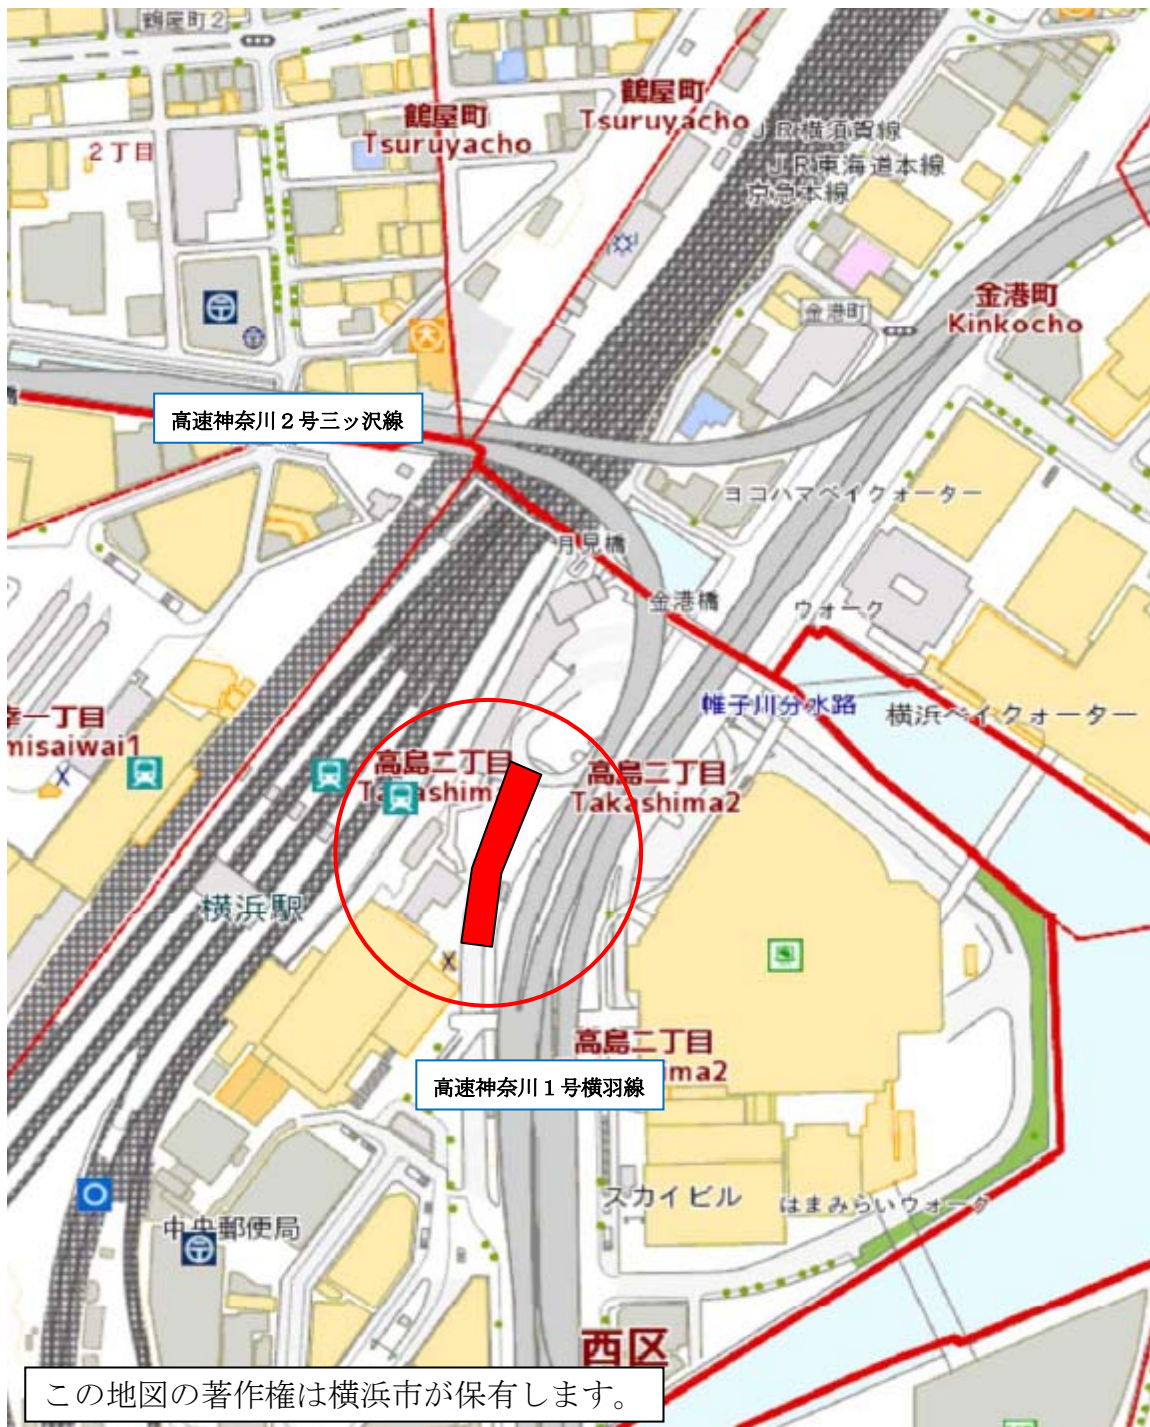 鶴屋町2
鶴屋町
Tsuruyacho
鶴屋町
Tsuruyacho
2丁目
JR横須賀線
JR東海道本線
京急本線
金港町
Kinkocho
金港町
高速神奈川2号三ッ沢線
ヨコハマベイクォーター
月見橋
金港橋
ウォーク
帷子川分水路
横浜ベイクォーター
幸一丁目
misaiwai1
高島二丁目
Takashima
高島二丁目
Takashima2
横浜駅
高島二丁目
ima2
高速神奈川1号横羽線
スカイビル
はまみらいウォーク
中央郵便局
西区
この地図の著作権は横浜市が保有します。